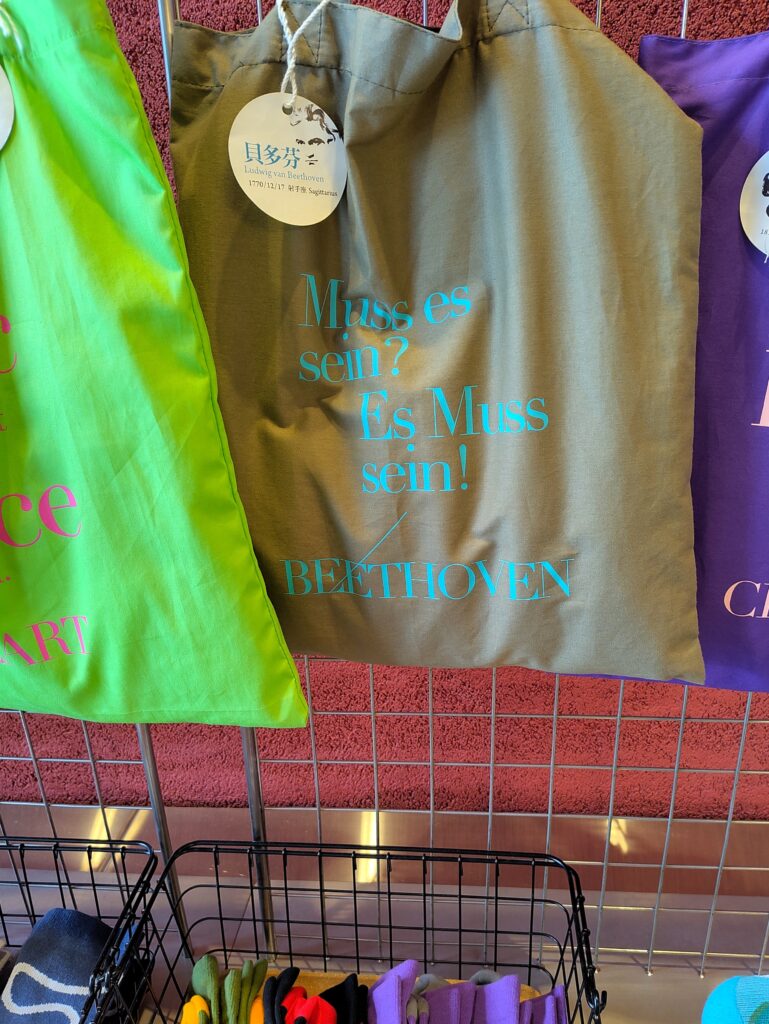 貝多芬
Ludwig van Beethoven
1770/12/17 射手座 Sagittarius
Muss es
sein?
Es Muss
sein!
BEETHOVEN
ce
ART